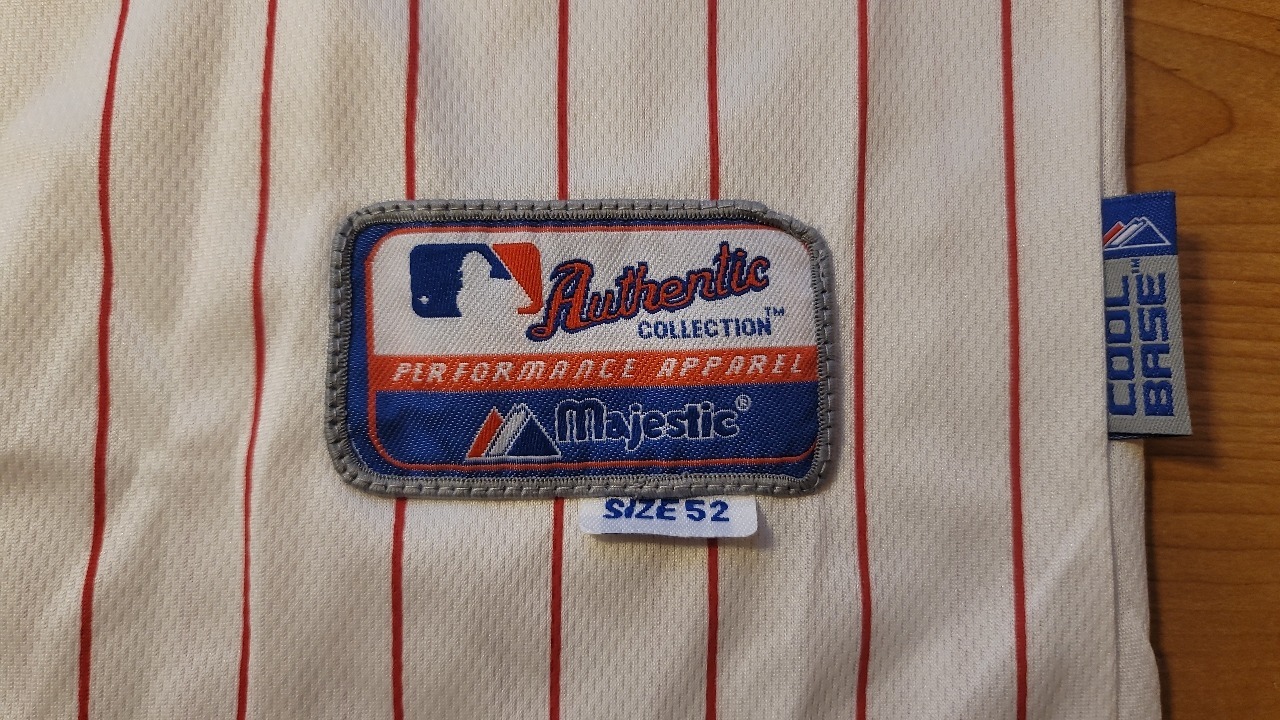 Authentic
COLLECTION™
PERFORMANCE APPAREL
Majestic®
SIZE 52
COOL
BASE™